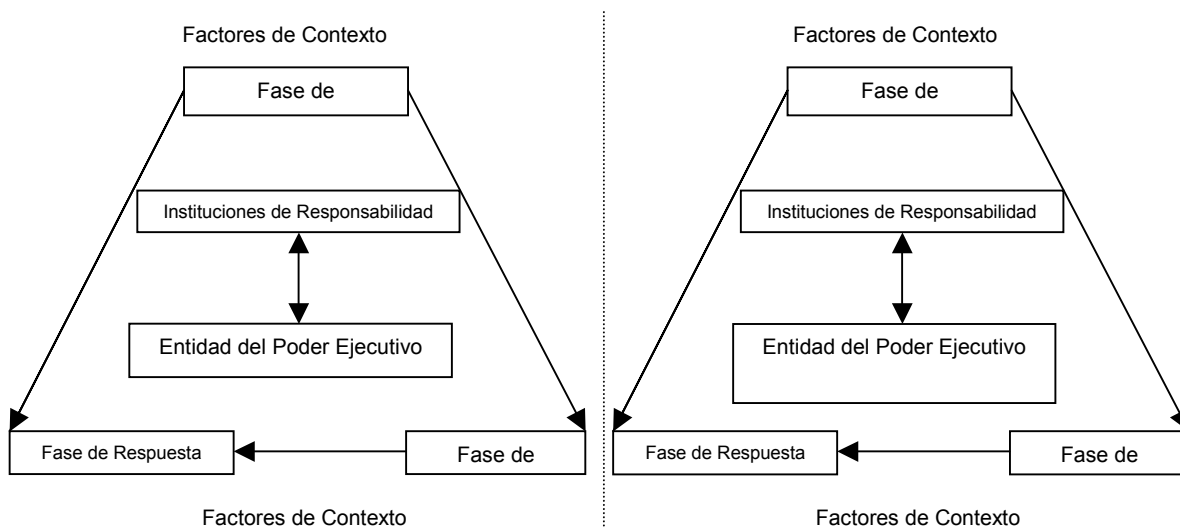 Factores de Contexto
Fase de
Instituciones de Responsabilidad
Entidad del Poder Ejecutivo
Fase de Respuesta
Fase de
Factores de Contexto
Factores de Contexto
Fase de
Instituciones de Responsabilidad
Entidad del Poder Ejecutivo
Fase de Respuesta
Fase de
Factores de Contexto